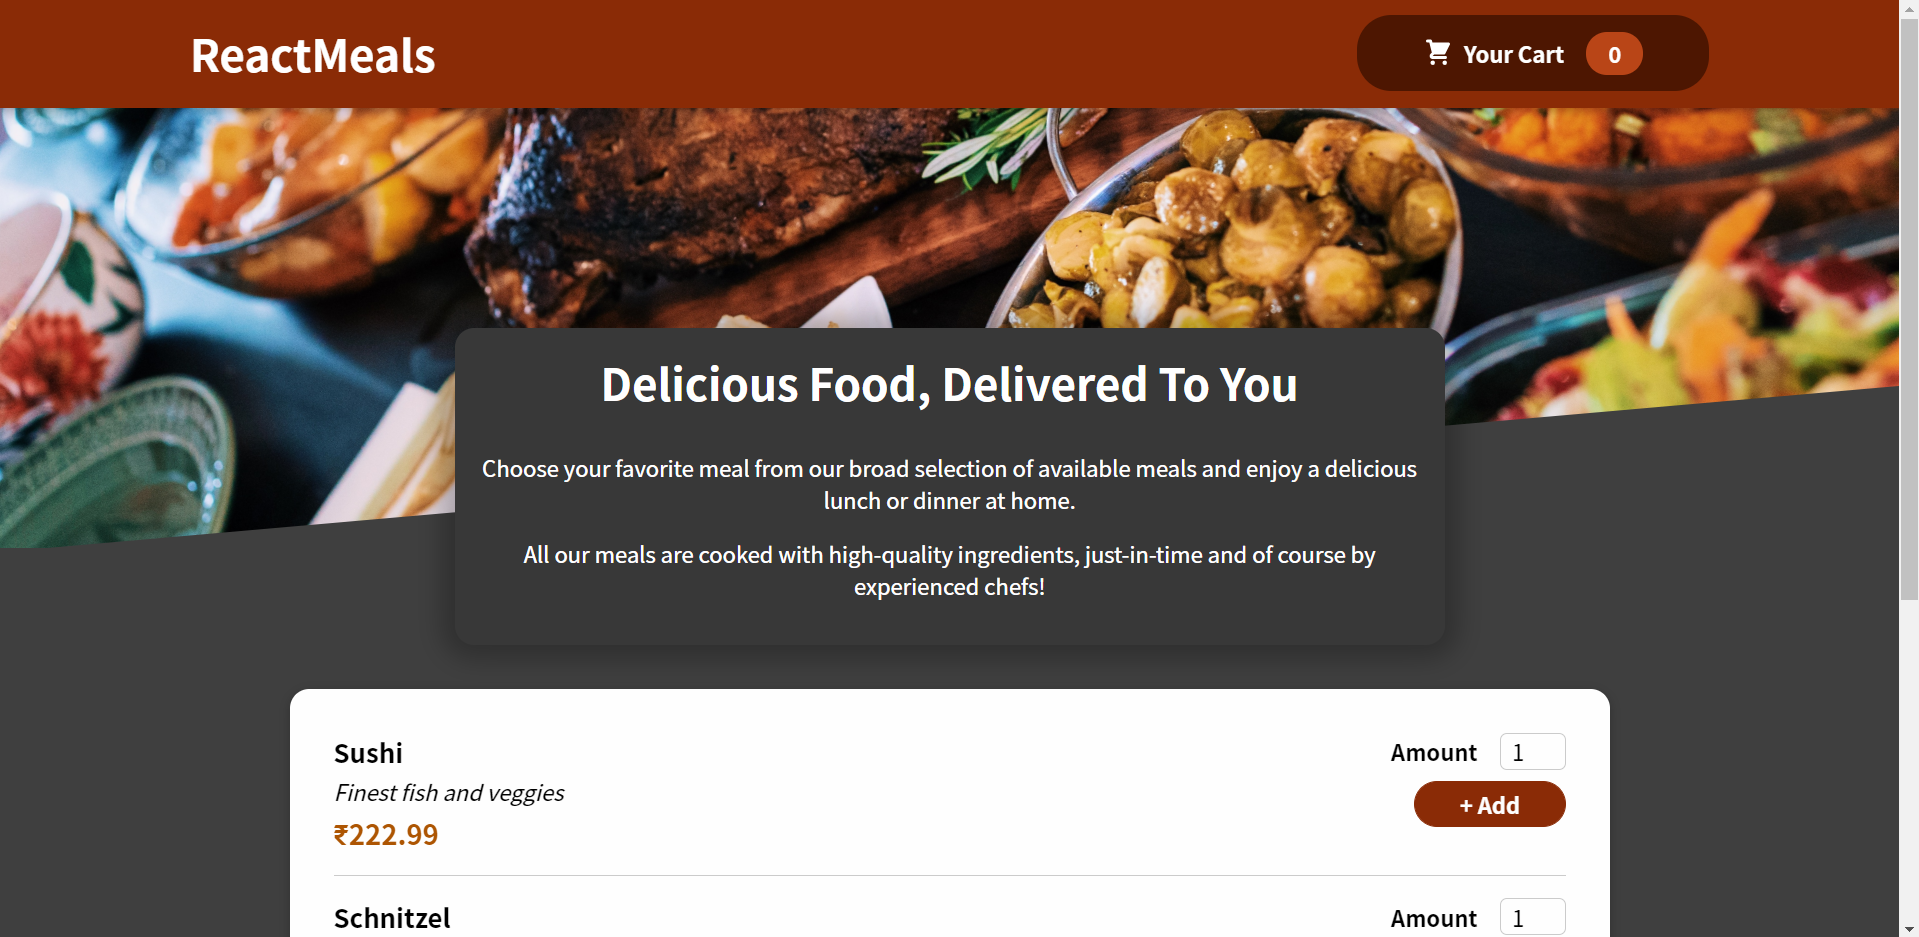 ReactMeals
Your Cart 0
Delicious Food, Delivered To You
Choose your favorite meal from our broad selection of available meals and enjoy a delicious
lunch or dinner at home.
All our meals are cooked with high-quality ingredients, just-in-time and of course by
experienced chefs!
Sushi
Amount 1
Finest fish and veggies
+ Add
₹222.99
Schnitzel
Amount 1